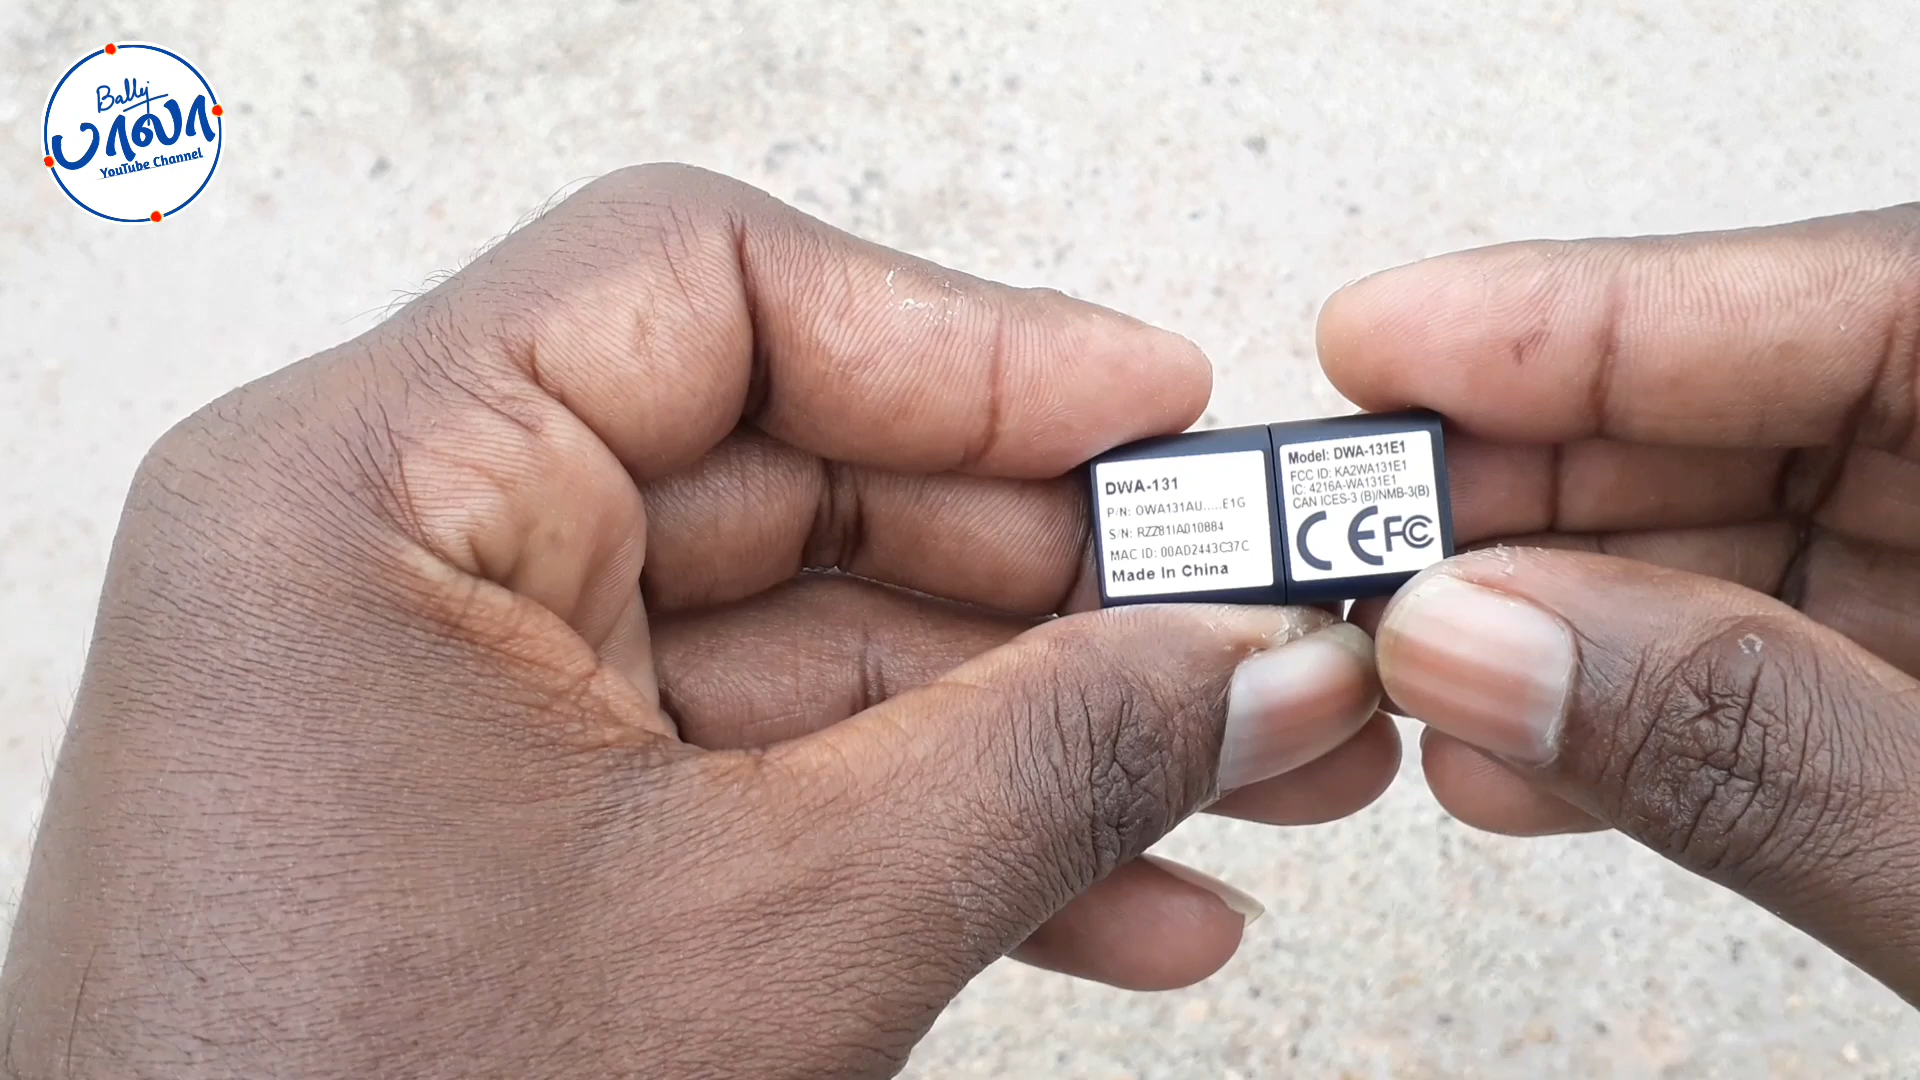 Bally
பாலா
YouTube Channel
DWA-131
P/N: OWA131AU.....E1G
S/N: RZZ81IA010884
MAC ID: 00AD2443C37C
Made In China
Model: DWA-131E1
FCC ID: KA2WA131E1
IC: 4216A-WA131E1
CAN ICES-3 (B)/NMB-3(B)
CE FC